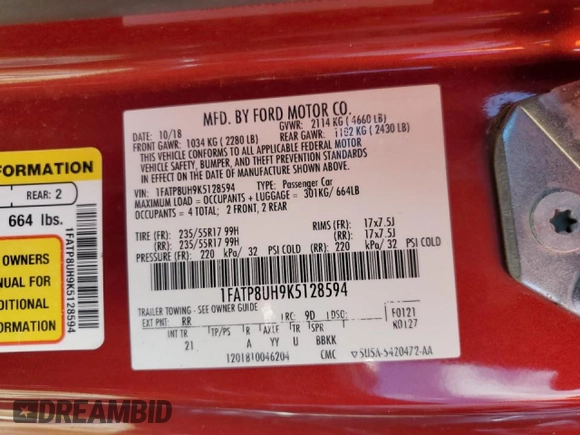 MFD. BY FORD MOTOR CO.
10/18
GVWR: 2114 KG ( 4660 LB)
FRONT GAWR: 1034 KG ( 2280 LB)
REAR GAWR: 1102 KG ( 2430 LB)
THIS VEHICLE CONFORMS TO ALL APPLICABLE FEDERAL MOTOR
VEHICLE SAFETY, BUMPER, AND THEFT PREVENTION STANDARDS
IN EFFECT ON THE DATE OF MANUFACTURE SHOWN ABOVE.
VIN: 1FATP8UH9K5128594 TYPE: Passenger Car
MAXIMUM LOAD = OCCUPANTS + LUGGAGE = 301KG/ 664LB
OCCUPANTS = 4 TOTAL; 2 FRONT, 2 REAR
TIRE (FR): 235/55R17 99H RIMS (FR): 17x7.5J
(RR): 235/55R17 99H (RR): 17x7.5J
PRESSURE (FR): 220 kPa/ 32 PSI COLD (RR): 220 kPa/ 32 PSI COLD
1FATP8UH9K5128594
TRAILER TOWING - SEE OWNER GUIDE
F0121
N0127
EXT PNT: RR RC: 9D DSO:
INT TR TP/PS R AXLE TR SPR
21 A YY U BBKK
1201810046204 CMC
5U5A-5420472-AA
FORMATION
REAR: 2
664 lbs.
OWNERS
NUAL FOR
DITIONAL
ORMATION
1FATP8UH9K5128594
DREAMBID